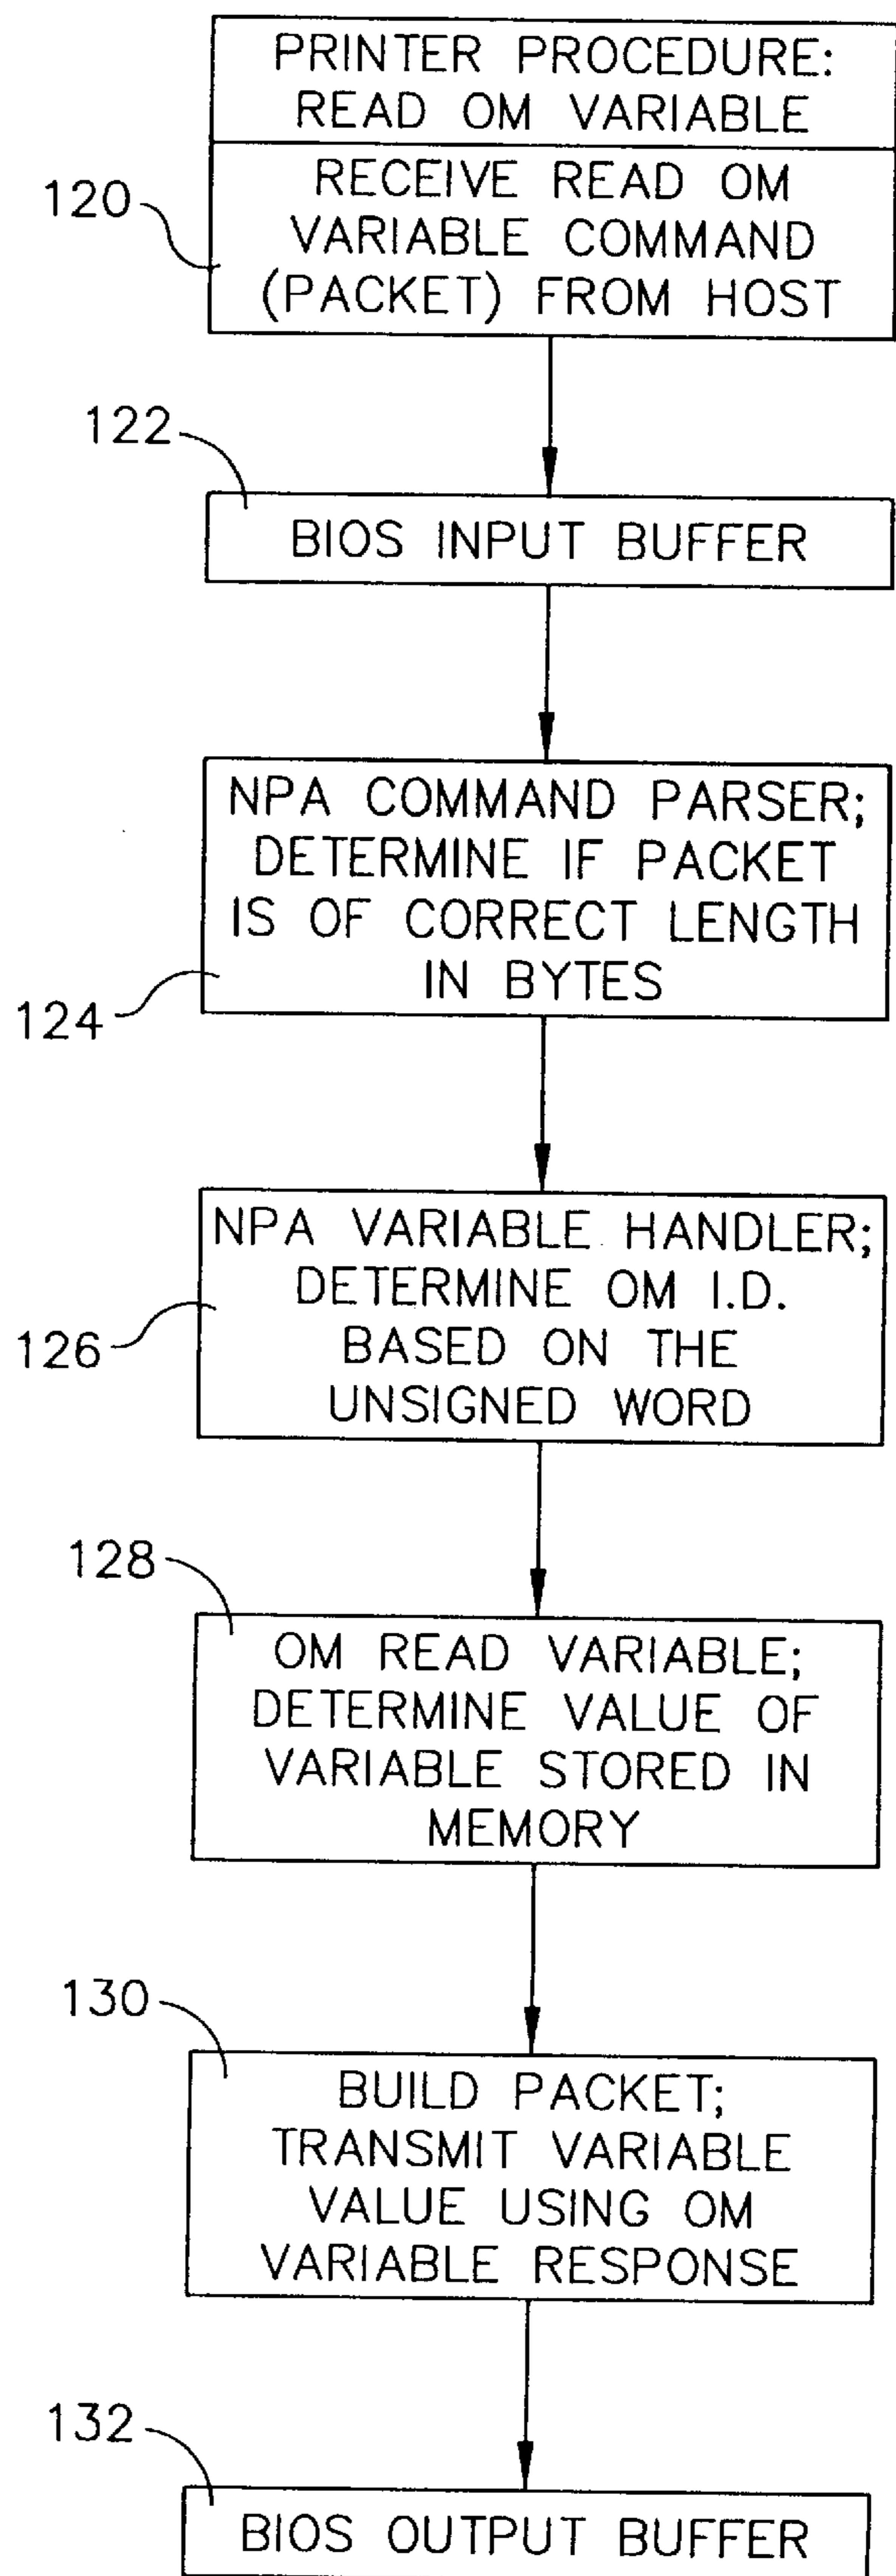 PRINTER PROCEDURE:
READ OM VARIABLE
120
RECEIVE READ OM
VARIABLE COMMAND
(PACKET) FROM HOST
122
BIOS INPUT BUFFER
NPA COMMAND PARSER;
DETERMINE IF PACKET
IS OF CORRECT LENGTH
IN BYTES
124
NPA VARIABLE HANDLER;
DETERMINE OM I.D.
BASED ON THE
UNSIGNED WORD
126
128
OM READ VARIABLE;
DETERMINE VALUE OF
VARIABLE STORED IN
MEMORY
130
BUILD PACKET;
TRANSMIT VARIABLE
VALUE USING OM
VARIABLE RESPONSE
132
BIOS OUTPUT BUFFER